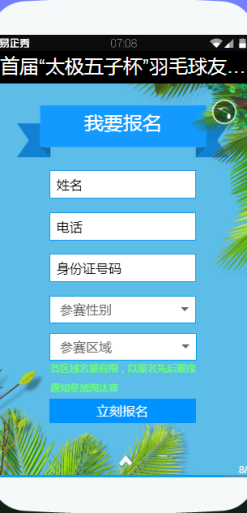 易企秀 07:08
首届“太极五子杯”羽毛球友...
我要报名
姓名
电话
身份证号码
参赛性别
参赛区域
各区域名额有限，以报名先后顺序
通知参加淘汰赛
立刻报名
8/